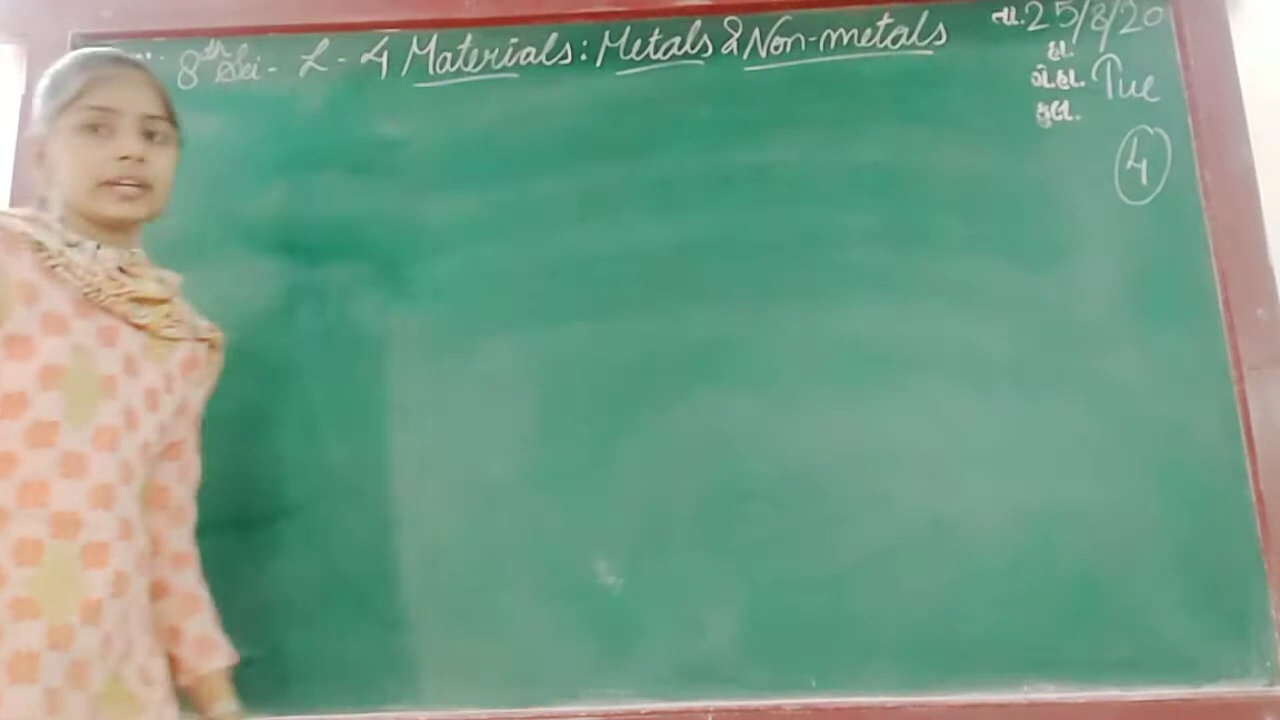 8th Sci - L - 4 Materials : Metals & Non-metals
તા. 25/8/20
હા.
ગે.હા. Tue
કુલ.
4